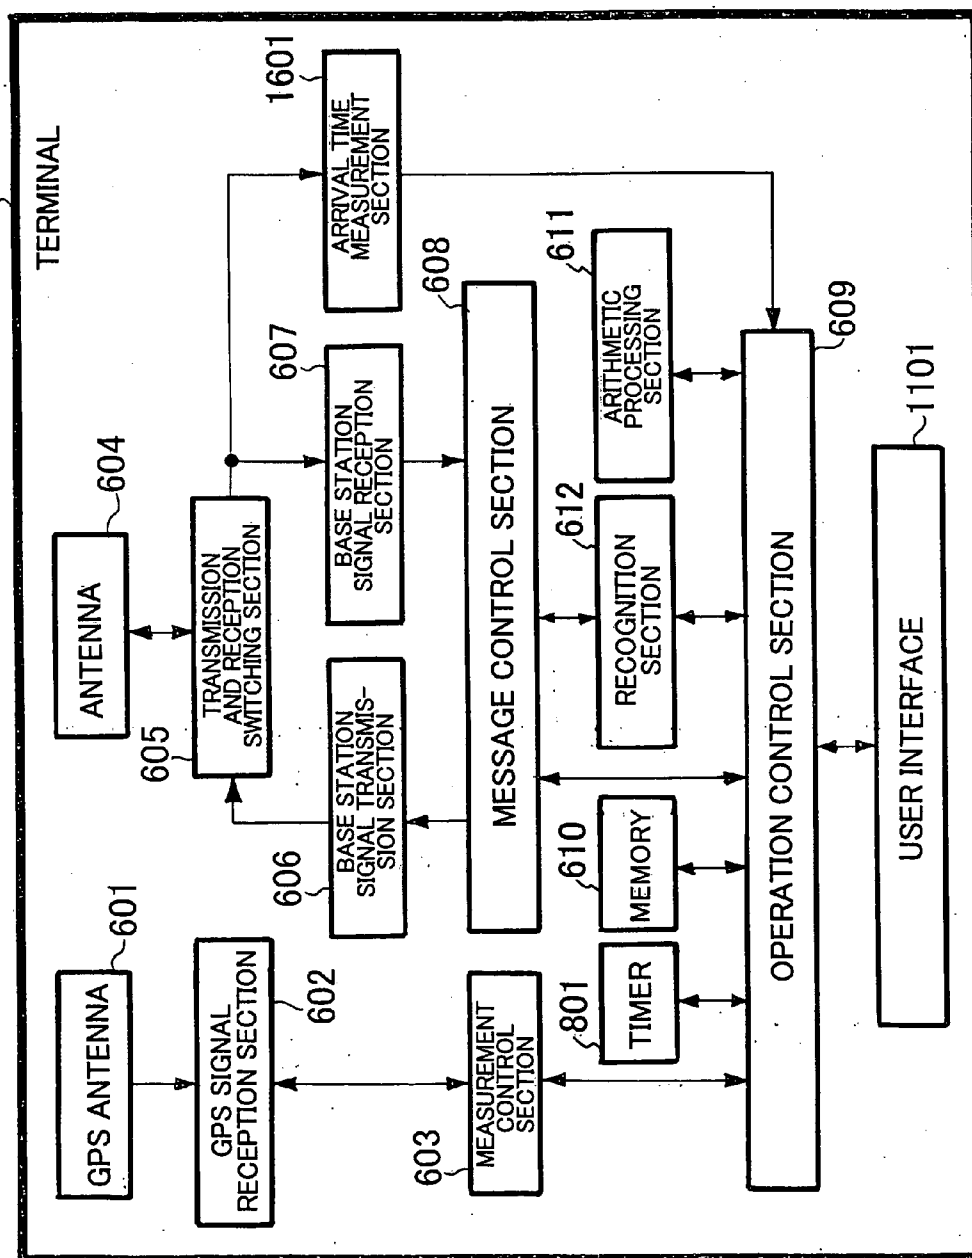 TERMINAL
GPS ANTENNA
601
GPS SIGNAL
RECEPTION SECTION
602
MEASUREMENT
CONTROL
SECTION
603
ANTENNA
604
TRANSMISSION
AND RECEPTION
SWITCHING SECTION
605
BASE STATION
SIGNAL TRANSMIS-
SION SECTION
606
BASE STATION
SIGNAL RECEPTION
SECTION
607
ARRIVAL TIME
MEASUREMENT
SECTION
1601
MESSAGE CONTROL SECTION
608
TIMER
801
MEMORY
610
RECOGNITION
SECTION
612
ARITHMETIC
PROCESSING
SECTION
611
OPERATION CONTROL SECTION
609
USER INTERFACE
1101